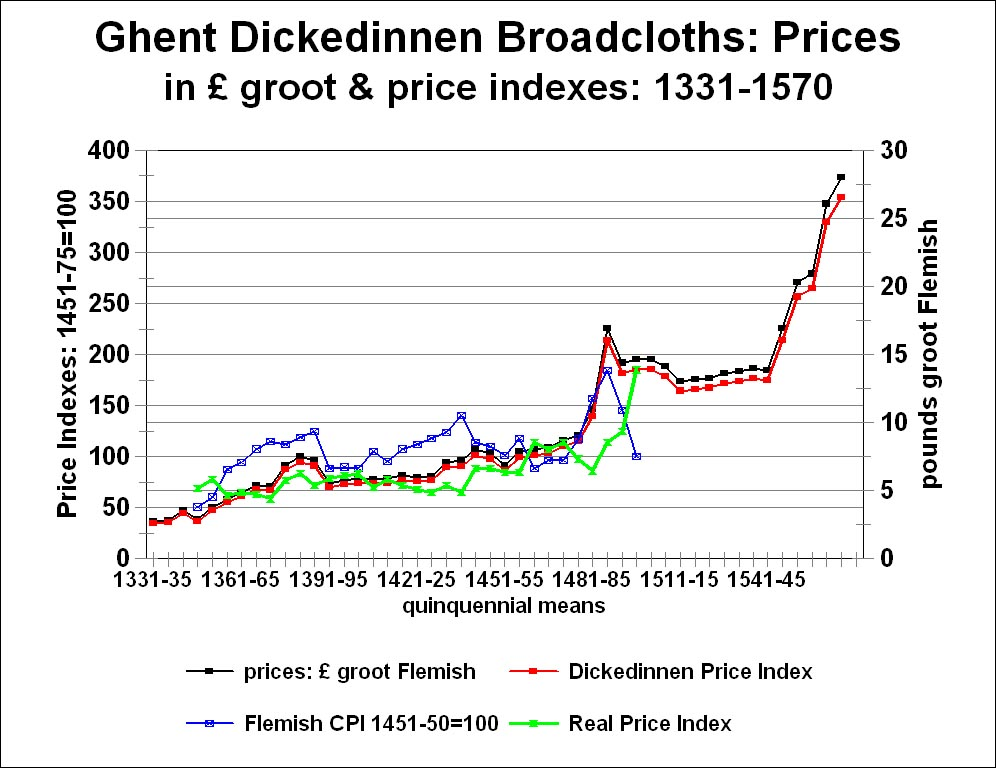 Ghent Dickedinnen Broadcloths: Prices
in £ groot & price indexes: 1331-1570
400
350
300
250
200
150
100
50
0
Price Indexes: 1451-75=100
30
25
20
15
10
5
0
pounds groot Flemish
1331-35 1361-65 1391-95 1421-25 1451-55 1481-85 1511-15 1541-45
quinquennial means
prices: £ groot Flemish
Dickedinnen Price Index
Flemish CPI 1451-50=100
Real Price Index